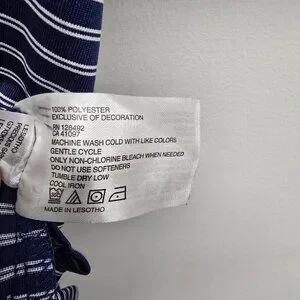 100% POLYESTER
EXCLUSIVE OF DECORATION
RN 128492
CA 41097
MACHINE WASH COLD WITH LIKE COLORS
GENTLE CYCLE
ONLY NON-CHLORINE BLEACH WHEN NEEDED
DO NOT USE SOFTENERS
TUMBLE DRY LOW
COOL IRON
MADE IN LESOTHO